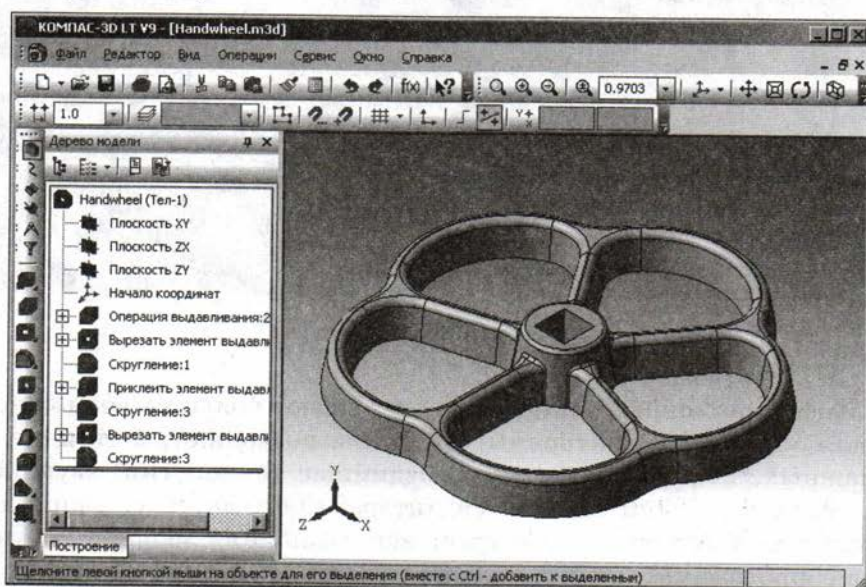 КОМПАС-3D LT V9 - [Handwheel.m3d]
Файл Редактор Вид Операции Сервис Окно Справка
f(x) 0.9703
1.0
Дерево модели
Handwheel (Тел-1)
Плоскость XY
Плоскость ZX
Плоскость ZY
Начало координат
Операция выдавливания:2
Вырезать элемент выдавл
Скругление:1
Приклеить элемент выдавл
Скругление:3
Вырезать элемент выдавл
Скругление:3
Y
Z X
Построение
Щелкните левой кнопкой мыши на объекте для его выделения (вместе с Ctrl - добавить к выделенным)